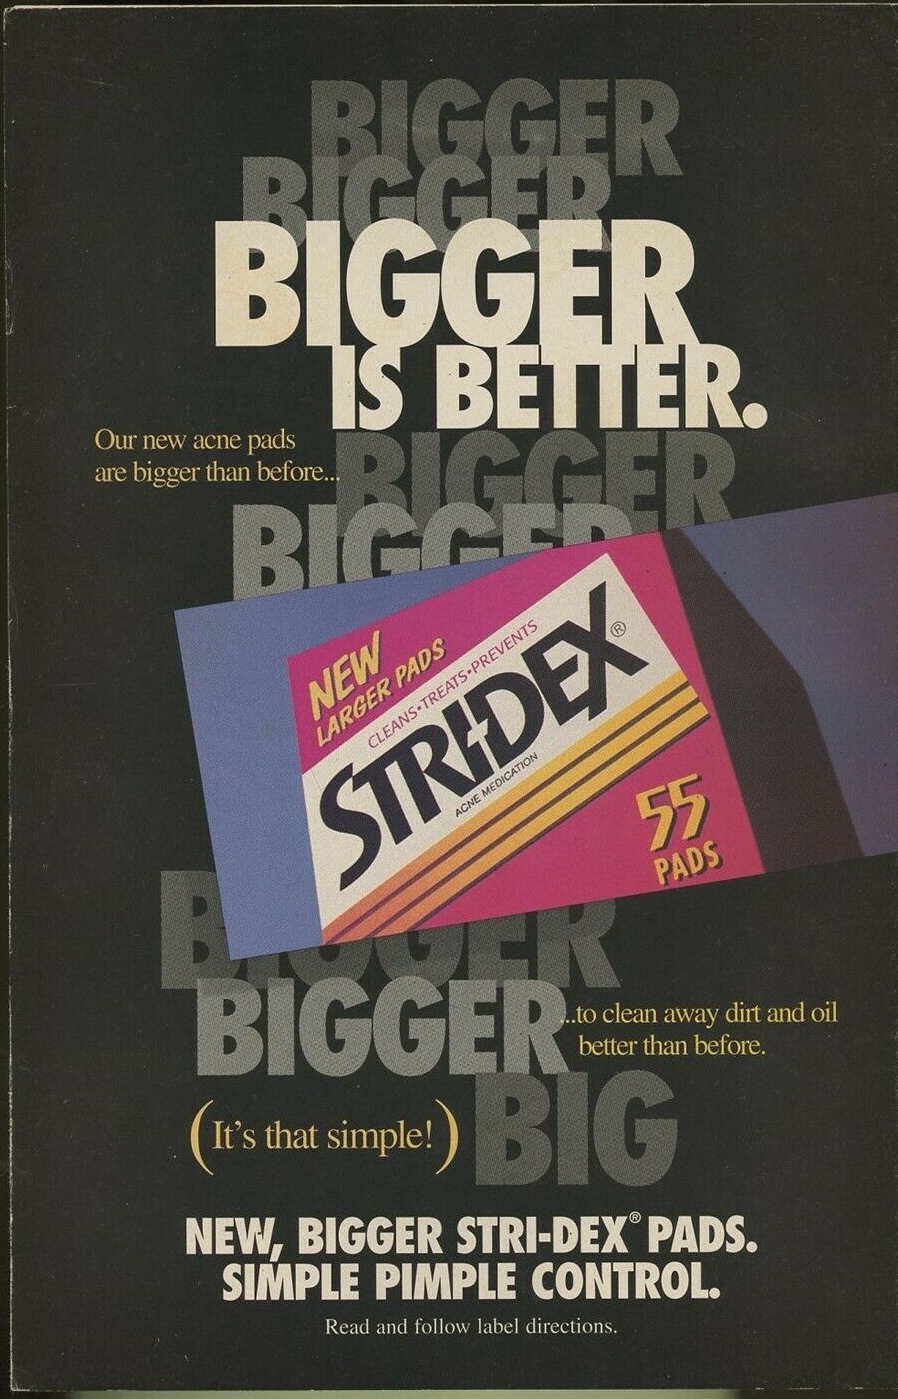 BIGGER
BIGGER
BIGGER
IS BETTER.
Our new acne pads
are bigger than before...
BIGGER
BIGGER
NEW
LARGER PADS
CLEANS•TREATS•PREVENTS
STRI-DEX®
ACNE MEDICATION
55
PADS
BIGGER
BIGGER
...to clean away dirt and oil
better than before.
BIG
(It's that simple!)
NEW, BIGGER STRI-DEX® PADS.
SIMPLE PIMPLE CONTROL.
Read and follow label directions.